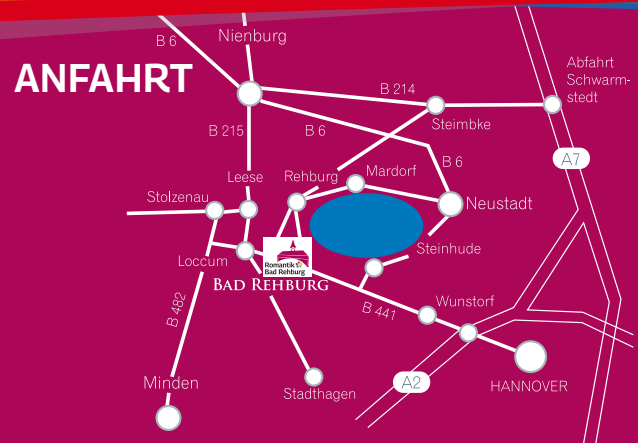 B 6
Nienburg
ANFAHRT
Abfahrt
Schwarm-
stedt
B 214
B 215
B 6
Steimbke
B 6
A7
Leese
Rehburg
Mardorf
Stolzenau
Neustadt
Steinhude
Loccum
Romantik
Bad Rehburg
BAD REHBURG
B 482
B 441
Wunstorf
Minden
Stadthagen
A2
HANNOVER